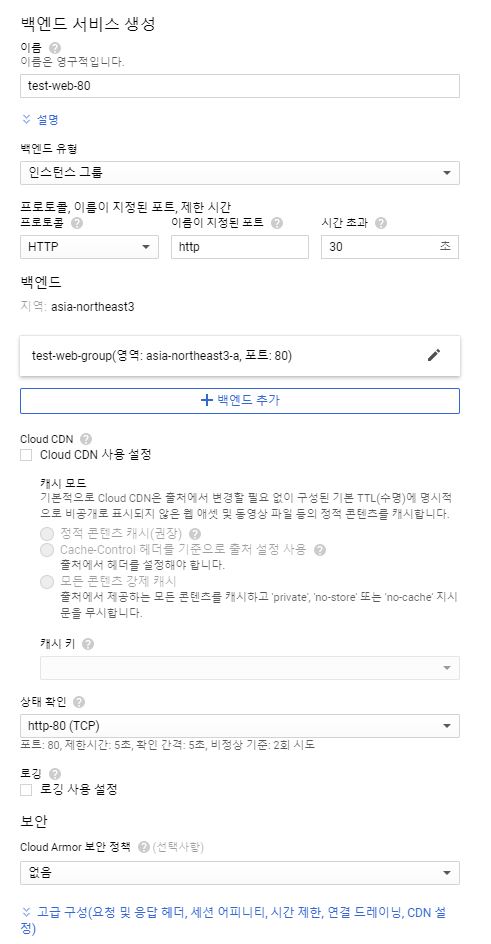 백엔드 서비스 생성
이름
이름은 영구적입니다.
test-web-80
설명
백엔드 유형
인스턴스 그룹
프로토콜, 이름이 지정된 포트, 제한 시간
프로토콜 이름이 지정된 포트 시간 초과
HTTP http 30 초
백엔드
지역: asia-northeast3
test-web-group(영역: asia-northeast3-a, 포트: 80)
백엔드 추가
Cloud CDN
Cloud CDN 사용 설정
캐시 모드
기본적으로 Cloud CDN은 출처에서 변경할 필요 없이 구성된 기본 TTL(수명)에 명시적
으로 비공개로 표시되지 않은 웹 애셋 및 동영상 파일 등의 정적 콘텐츠를 캐시합니다.
정적 콘텐츠 캐시(권장)
Cache-Control 헤더를 기준으로 출처 설정 사용
출처에서 헤더를 설정해야 합니다.
모든 콘텐츠 강제 캐시
출처에서 제공하는 모든 콘텐츠를 캐시하고 'private', 'no-store' 또는 'no-cache' 지시
문을 무시합니다.
캐시 키
상태 확인
http-80 (TCP)
포트: 80, 제한시간: 5초, 확인 간격: 5초, 비정상 기준: 2회 시도
로깅
로깅 사용 설정
보안
Cloud Armor 보안 정책 (선택사항)
없음
고급 구성(요청 및 응답 헤더, 세션 어피니티, 시간 제한, 연결 드레이닝, CDN 설
정)